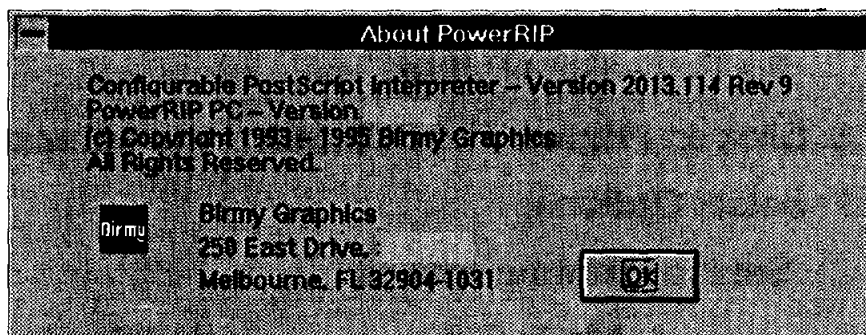 About PowerRIP
Configurable PostScript Interpreter - Version 2013.114 Rev 9
PowerRIP PC - Version
(c) Copyright 1993 - 1995 Birmy Graphics
All Rights Reserved.
Birmy
Birmy Graphics
250 East Drive,
Melbourne, FL 32904-1031
OK